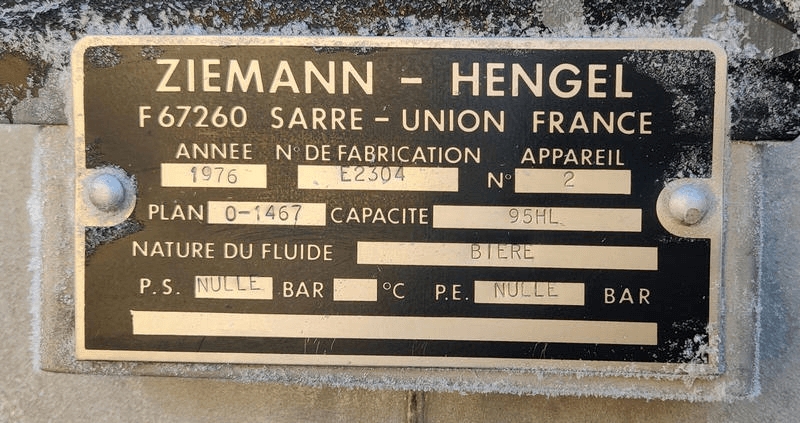 ZIEMANN - HENGEL
F 67260 SARRE - UNION FRANCE
ANNEE N° DE FABRICATION APPAREIL
1976 E2304 N° 2
PLAN 0-1467 CAPACITE 95HL
NATURE DU FLUIDE BIERE
P.S. NULLE BAR °C P.E. NULLE BAR